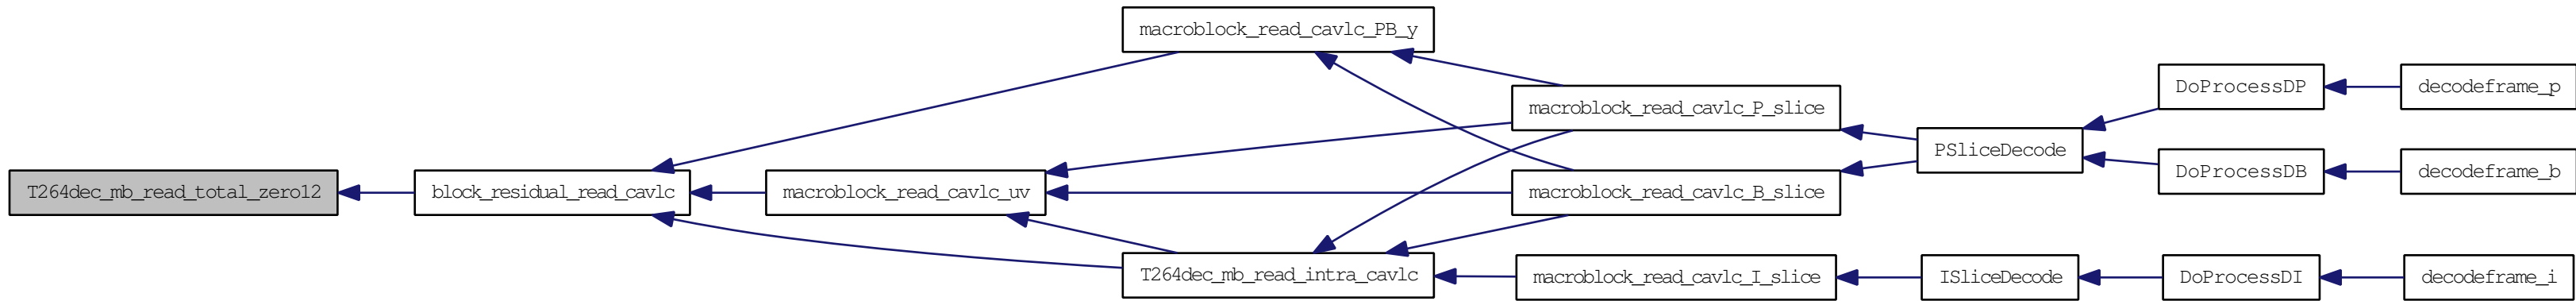 macroblock_read_cavlc_PB_y
DoProcessDP
decodeframe_p
macroblock_read_cavlc_P_slice
PSliceDecode
DoProcessDB
decodeframe_b
T264dec_mb_read_total_zero12
block_residual_read_cavlc
macroblock_read_cavlc_uv
macroblock_read_cavlc_B_slice
T264dec_mb_read_intra_cavlc
macroblock_read_cavlc_I_slice
ISliceDecode
DoProcessDI
decodeframe_i